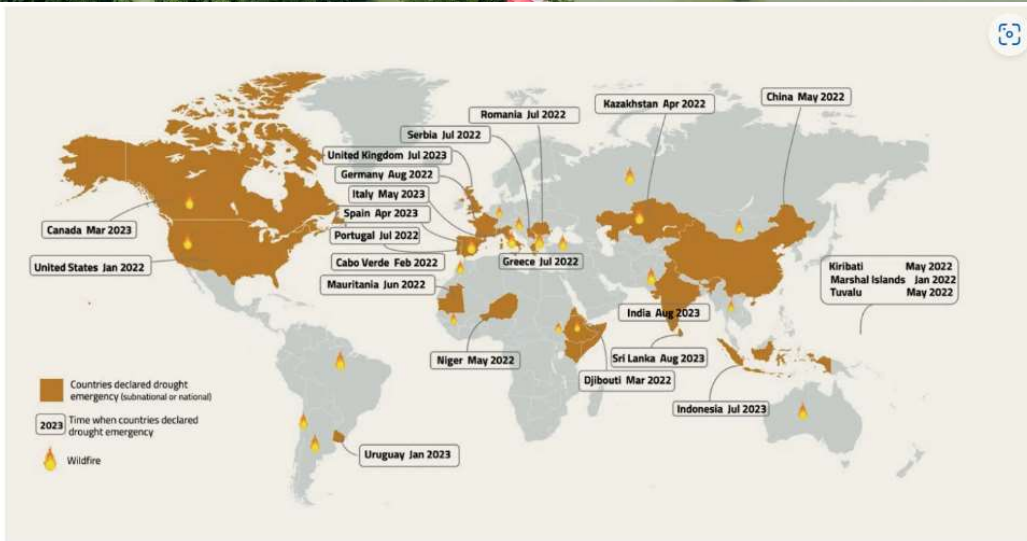 Romania Jul 2022
Kazakhstan Apr 2022
China May 2022
Serbia Jul 2022
United Kingdom Jul 2023
Germany Aug 2022
Italy May 2023
Spain Apr 2023
Canada Mar 2023
Portugal Jul 2022
United States Jan 2022
Cabo Verde Feb 2022
Greece Jul 2022
Kiribati May 2022
Marshal Islands Jan 2022
Tuvalu May 2022
Mauritania Jun 2022
India Aug 2023
Niger May 2022
Sri Lanka Aug 2023
Djibouti Mar 2022
Indonesia Jul 2023
Uruguay Jan 2023
Countries declared drought
emergency (subnational or national)
2023 Time when countries declared
drought emergency
Wildfire